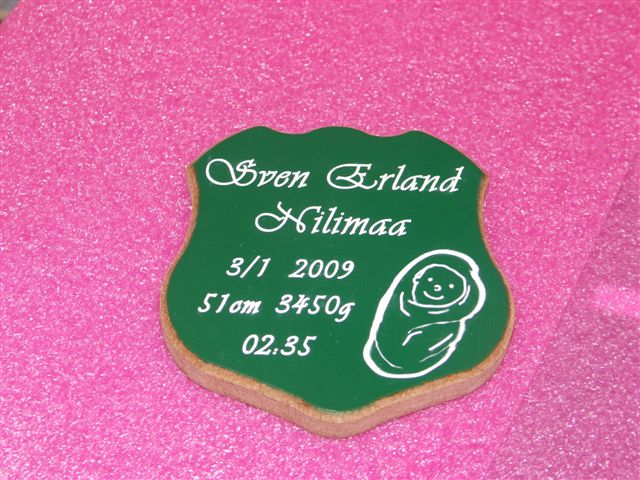 Sven Erland
Nilimaa
3/1 2009
51cm 3450g
02:35